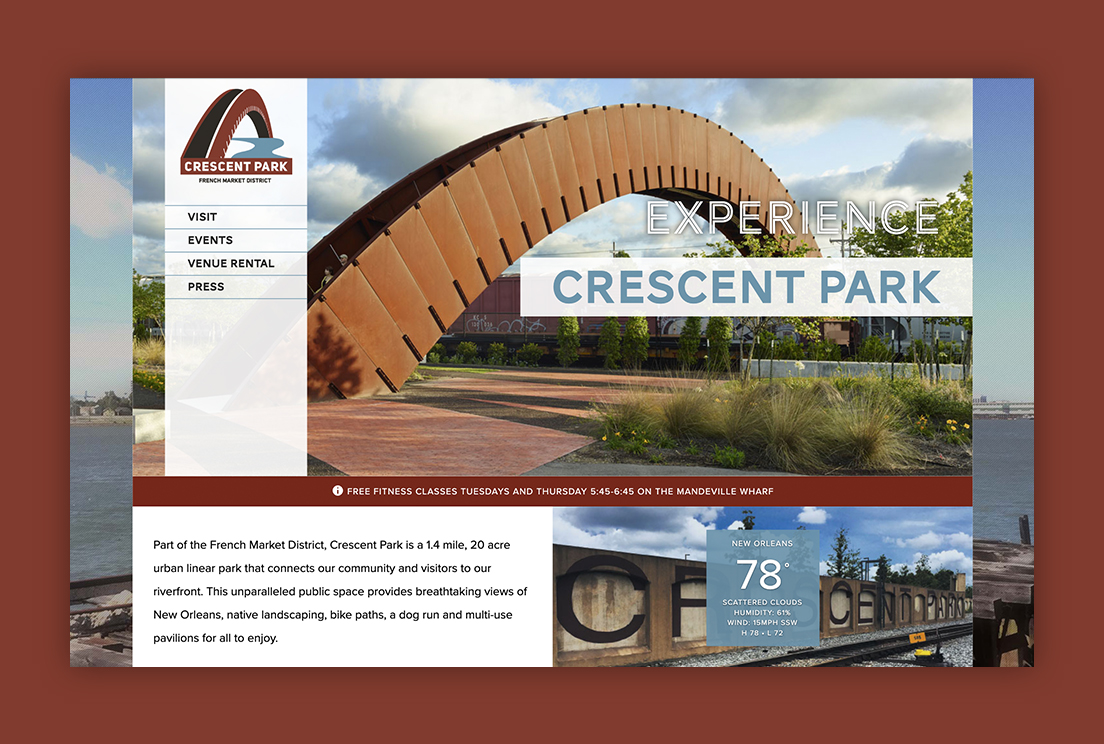 CRESCENT PARK
FRENCH MARKET DISTRICT
VISIT
EVENTS
VENUE RENTAL
PRESS
EXPERIENCE
CRESCENT PARK
FREE FITNESS CLASSES TUESDAYS AND THURSDAY 5:45-6:45 ON THE MANDEVILLE WHARF
Part of the French Market District, Crescent Park is a 1.4 mile, 20 acre
urban linear park that connects our community and visitors to our
riverfront. This unparalleled public space provides breathtaking views of
New Orleans, native landscaping, bike paths, a dog run and multi-use
pavilions for all to enjoy.
NEW ORLEANS
78°
SCATTERED CLOUDS
HUMIDITY: 61%
WIND: 15MPH SSW
H 78 • L 72